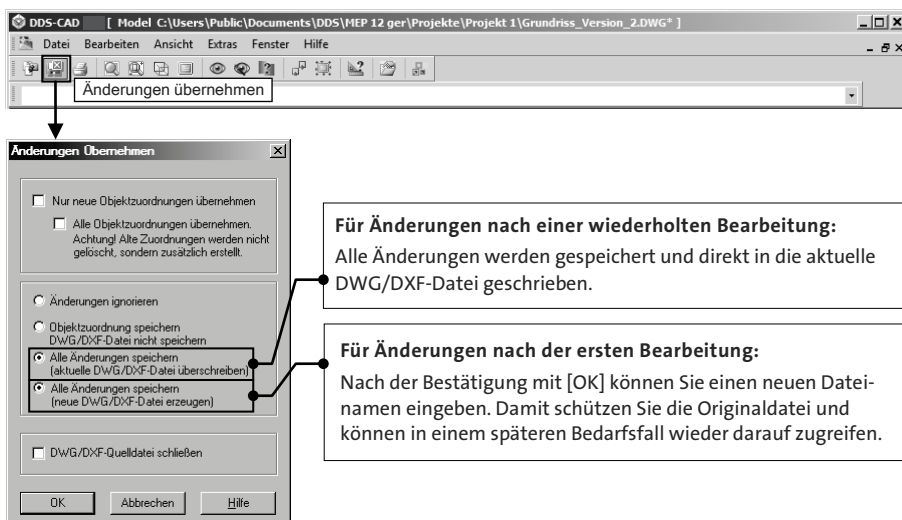 DDS-CAD [ Model C:\Users\Public\Documents\DDS\MEP 12 ger\Projekte\Projekt 1\Grundriss_Version_2.DWG* ]
Datei Bearbeiten Ansicht Extras Fenster Hilfe
Änderungen übernehmen
Änderungen Übernehmen
Nur neue Objektzuordnungen übernehmen
Alle Objektzuordnungen übernehmen.
Achtung! Alte Zuordnungen werden nicht
gelöscht, sondern zusätzlich erstellt.
Änderungen ignorieren
Objektzuordnung speichern
DWG/DXF-Datei nicht speichern
Alle Änderungen speichern
(aktuelle DWG/DXF-Datei überschreiben)
Alle Änderungen speichern
(neue DWG/DXF-Datei erzeugen)
DWG/DXF-Quelldatei schließen
OK Abbrechen Hilfe
Für Änderungen nach einer wiederholten Bearbeitung:
Alle Änderungen werden gespeichert und direkt in die aktuelle
DWG/DXF-Datei geschrieben.
Für Änderungen nach der ersten Bearbeitung:
Nach der Bestätigung mit [OK] können Sie einen neuen Datei-
namen eingeben. Damit schützen Sie die Originaldatei und
können in einem späteren Bedarfsfall wieder darauf zugreifen.